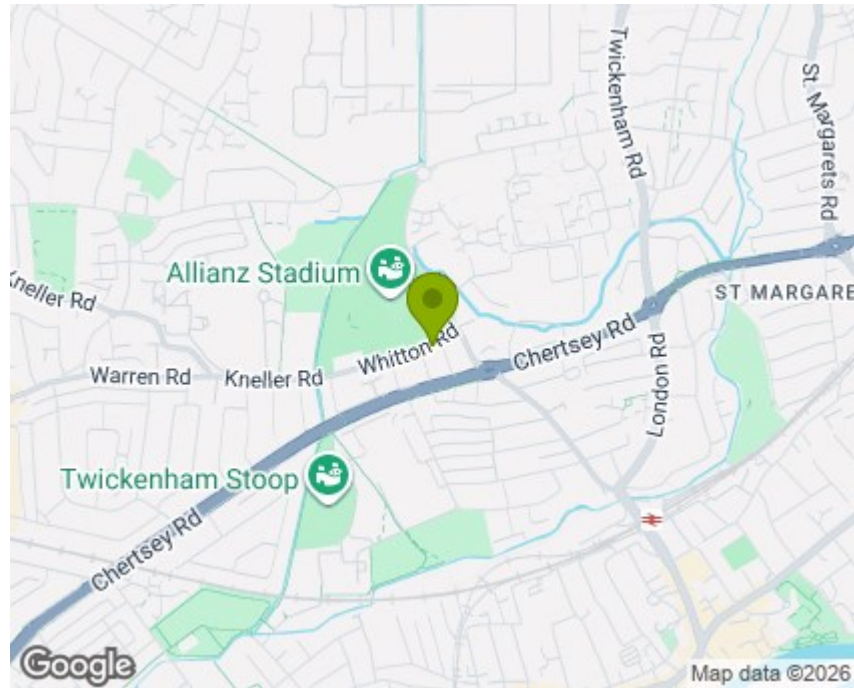 Twickenham Rd
St. Margarets Rd
Allianz Stadium
Kneller Rd
ST MARGARE
Whitton Rd
Chertsey Rd
Warren Rd
Kneller Rd
London Rd
Twickenham Stoop
Chertsey Rd
Google
Map data ©2026